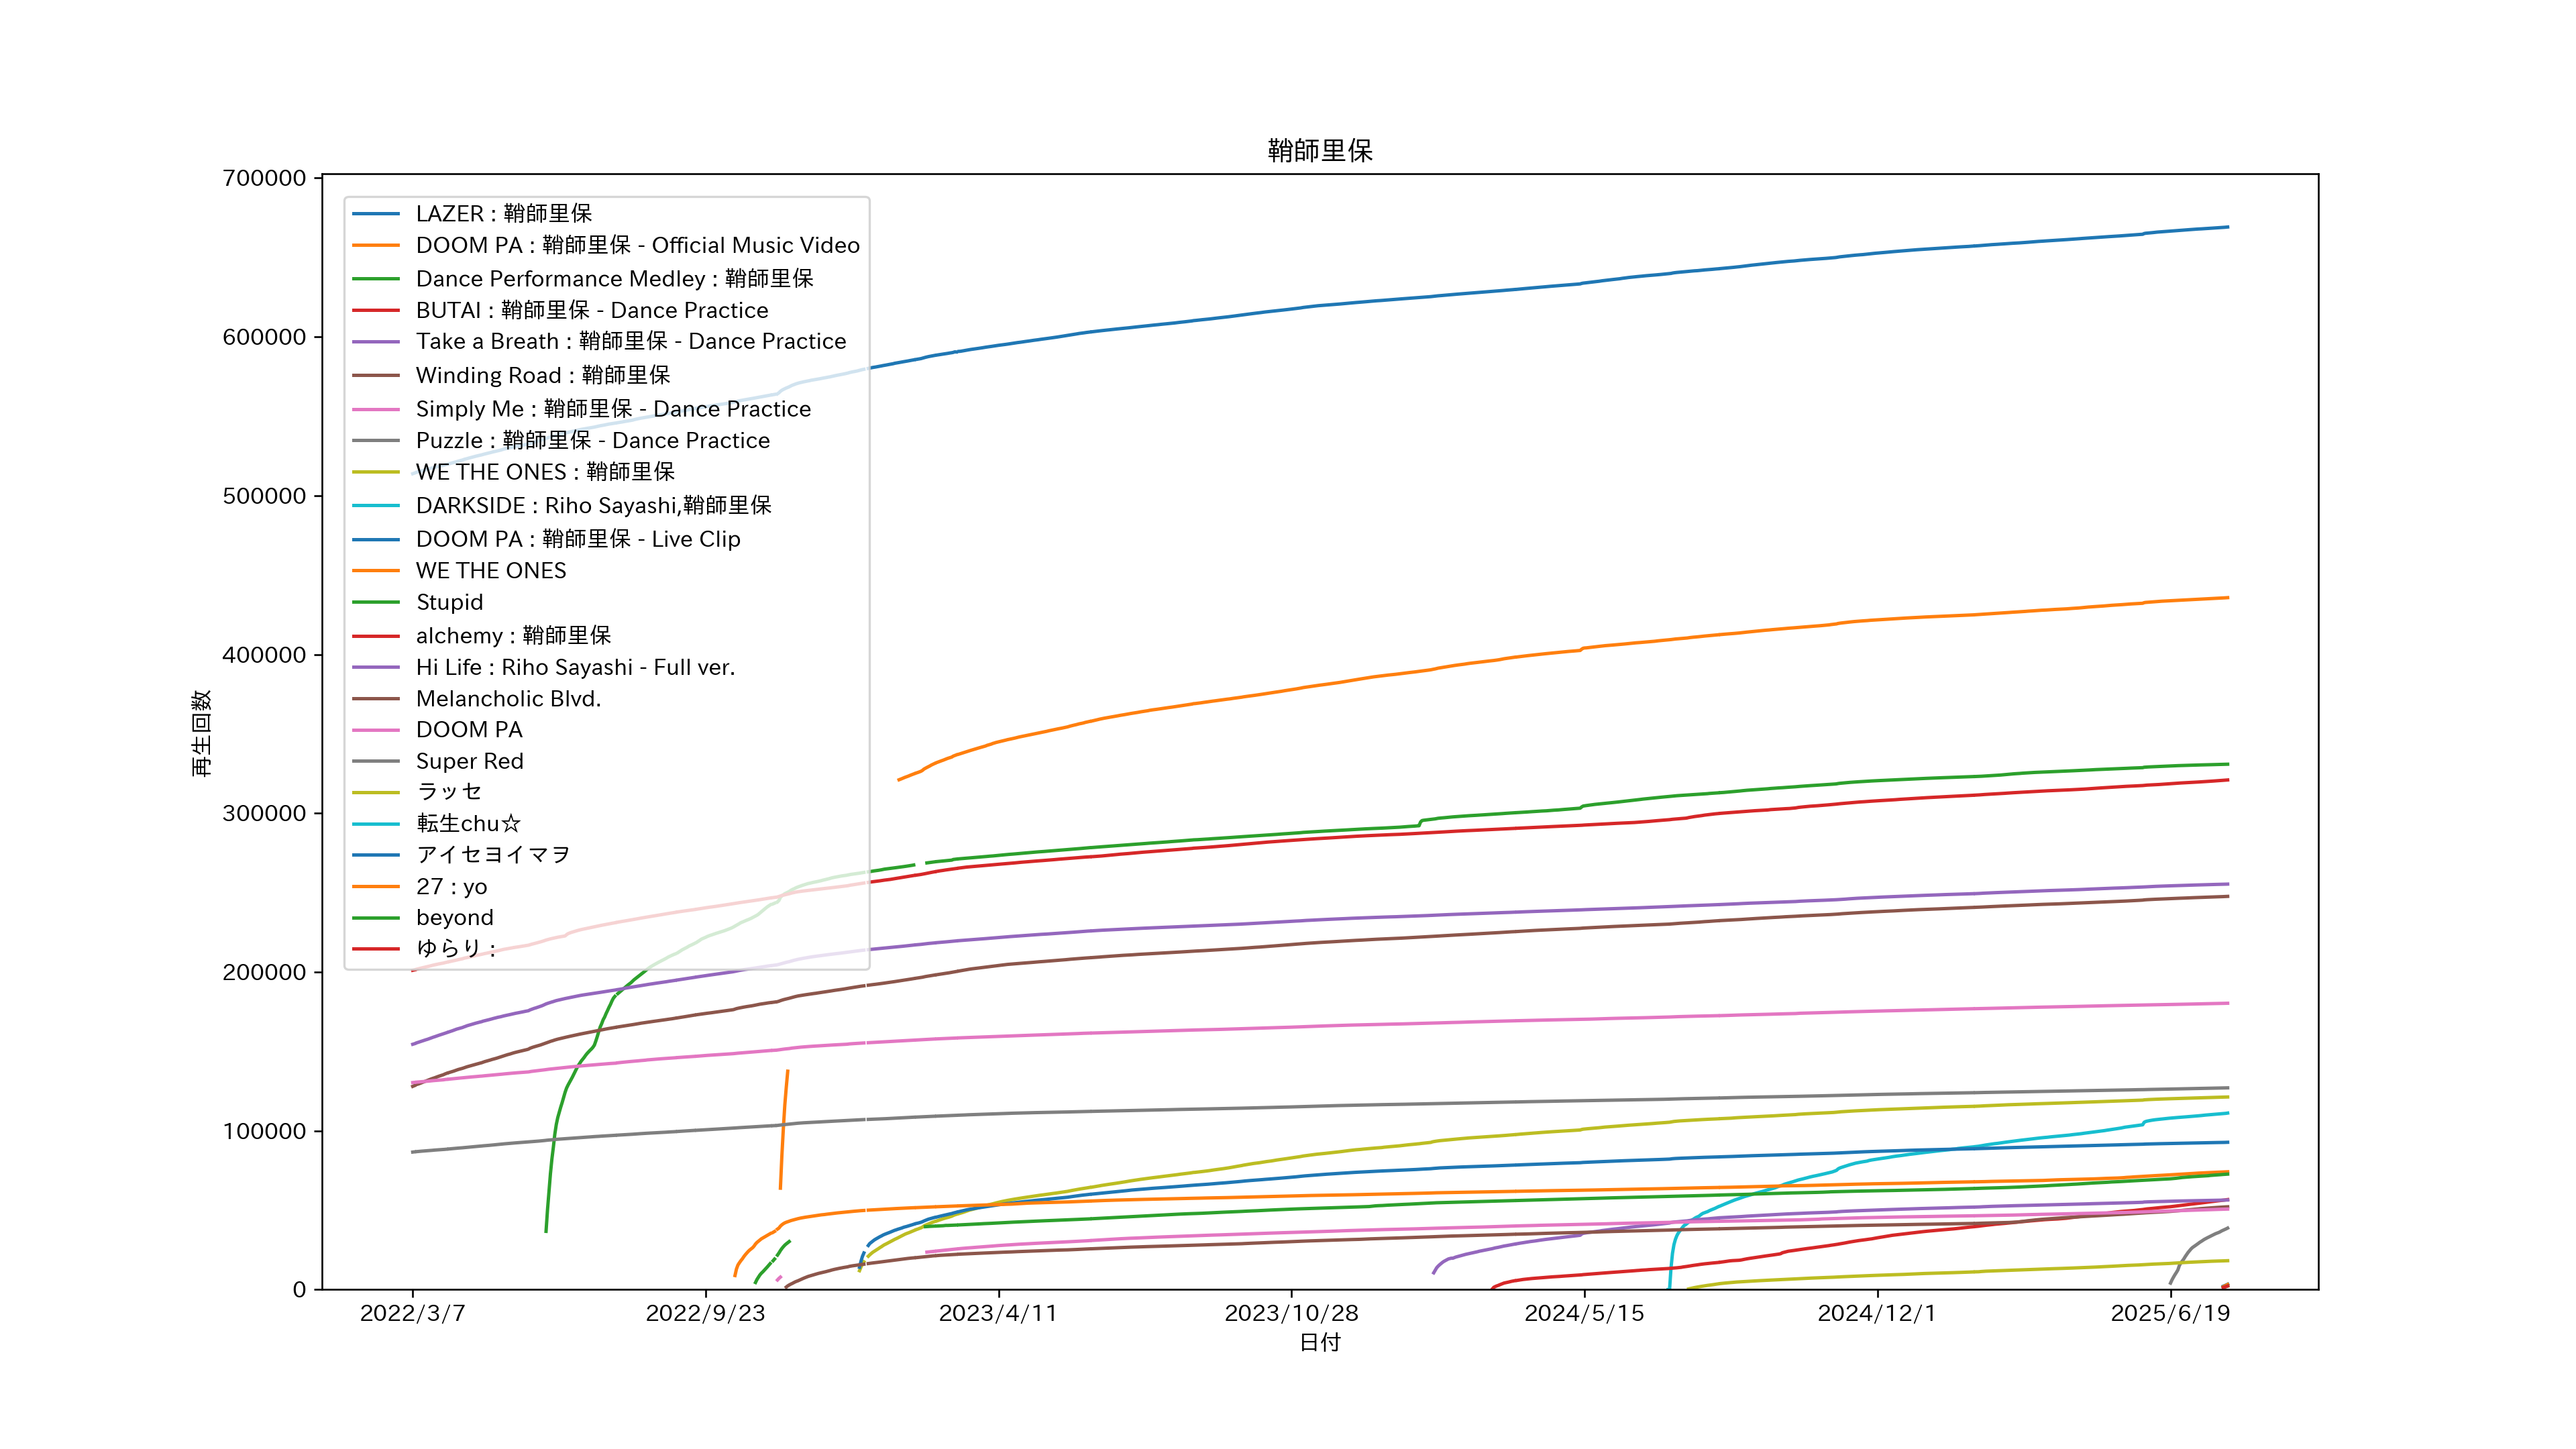 鞘師里保
700000
600000
500000
400000
300000
200000
100000
0
再生回数
LAZER : 鞘師里保
DOOM PA : 鞘師里保 - Official Music Video
Dance Performance Medley : 鞘師里保
BUTAI : 鞘師里保 - Dance Practice
Take a Breath : 鞘師里保 - Dance Practice
Winding Road : 鞘師里保
Simply Me : 鞘師里保 - Dance Practice
Puzzle : 鞘師里保 - Dance Practice
WE THE ONES : 鞘師里保
DARKSIDE : Riho Sayashi,鞘師里保
DOOM PA : 鞘師里保 - Live Clip
WE THE ONES
Stupid
alchemy : 鞘師里保
Hi Life : Riho Sayashi - Full ver.
Melancholic Blvd.
DOOM PA
Super Red
ラッセ
転生chu☆
アイセヨイマヲ
27 : yo
beyond
ゆらり :
2022/3/7 2022/9/23 2023/4/11 2023/10/28 2024/5/15 2024/12/1 2025/6/19
日付